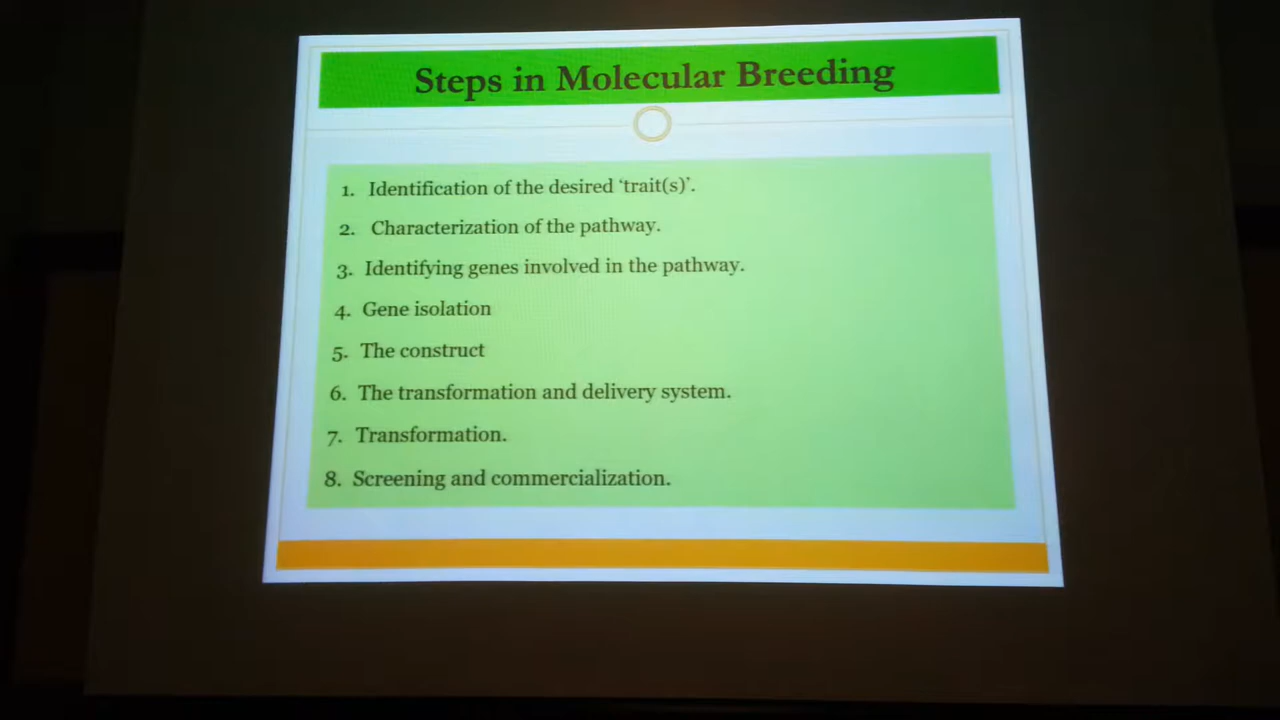 Steps in Molecular Breeding
1. Identification of the desired ‘trait(s)’.
2. Characterization of the pathway.
3. Identifying genes involved in the pathway.
4. Gene isolation
5. The construct
6. The transformation and delivery system.
7. Transformation.
8. Screening and commercialization.